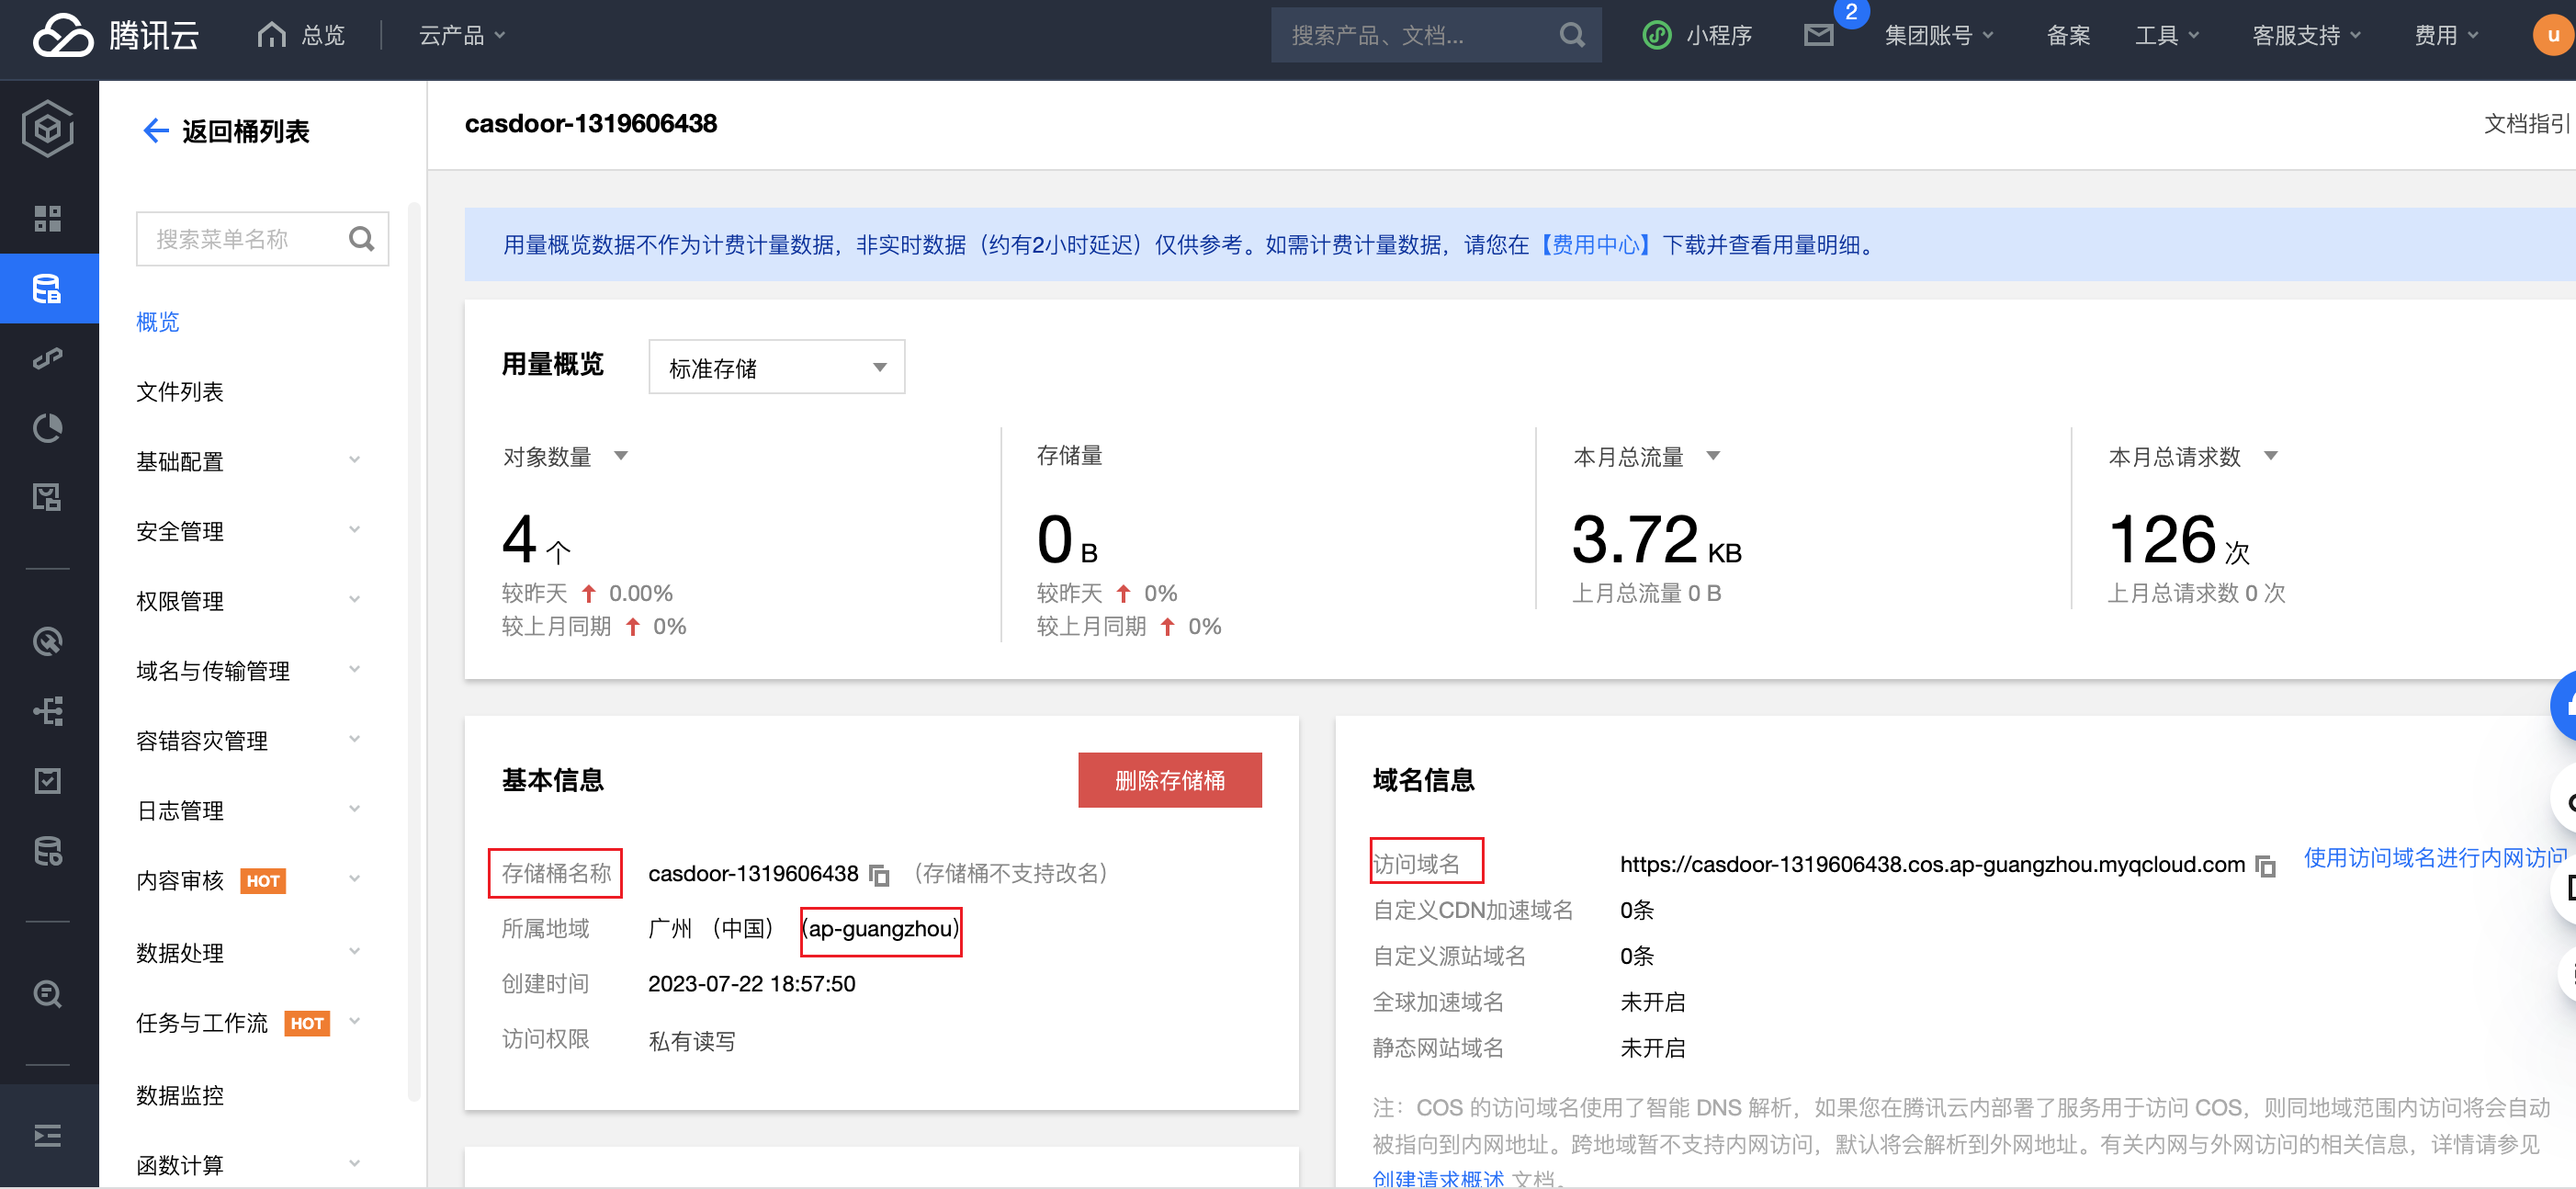 腾讯云 总览 云产品 搜索产品、文档... 小程序 2 集团账号 备案 工具 客服支持 费用 u
返回桶列表
搜索菜单名称
概览
文件列表
基础配置
安全管理
权限管理
域名与传输管理
容错容灾管理
日志管理
内容审核 HOT
数据处理
任务与工作流 HOT
数据监控
函数计算
casdoor-1319606438 文档指引
用量概览数据不作为计费计量数据，非实时数据（约有2小时延迟）仅供参考。如需计费计量数据，请您在【费用中心】下载并查看用量明细。
用量概览 标准存储
对象数量
4 个
较昨天 0.00%
较上月同期 0%
存储量
0 B
较昨天 0%
较上月同期 0%
本月总流量
3.72 KB
上月总流量 0 B
本月总请求数
126 次
上月总请求数 0 次
基本信息 删除存储桶
存储桶名称 casdoor-1319606438 （存储桶不支持改名）
所属地域 广州 （中国） (ap-guangzhou)
创建时间 2023-07-22 18:57:50
访问权限 私有读写
域名信息
访问域名 https://casdoor-1319606438.cos.ap-guangzhou.myqcloud.com 使用访问域名进行内网访问
自定义CDN加速域名 0条
自定义源站域名 0条
全球加速域名 未开启
静态网站域名 未开启
注：COS 的访问域名使用了智能 DNS 解析，如果您在腾讯云内部署了服务用于访问 COS，则同地域范围内访问将会自动
被指向到内网地址。跨地域暂不支持内网访问，默认将会解析到外网地址。有关内网与外网访问的相关信息，详情请参见
创建请求概述 文档。